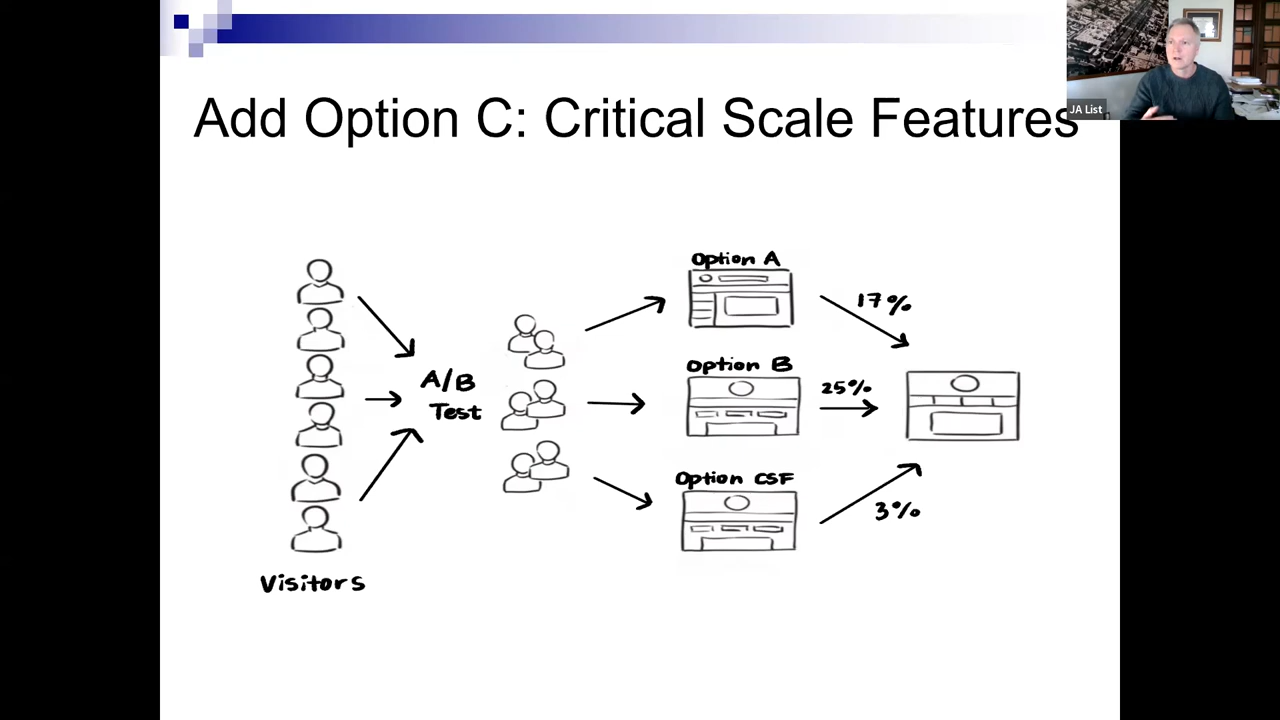 JA List
Add Option C: Critical Scale Features
Option A
17%
Option B
25%
A/B
Test
Option CSF
3%
Visitors